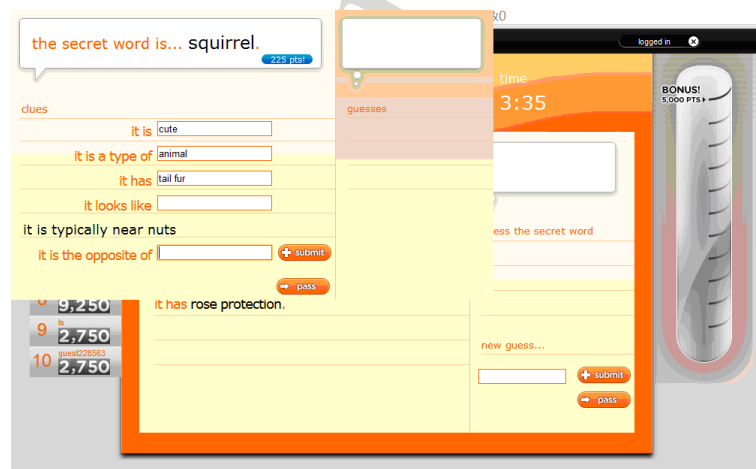 &0
logged in
the secret word is... squirrel.
225 pts!
time
3:35
BONUS!
5,000 PTS
clues
guesses
it is cute
it is a type of animal
it has tail fur
it looks like
it is typically near nuts
it is the opposite of
submit
pass
ess the secret word
9,250
it has rose protection.
9 ls
2,750
10 guest228563
2,750
new guess...
submit
pass